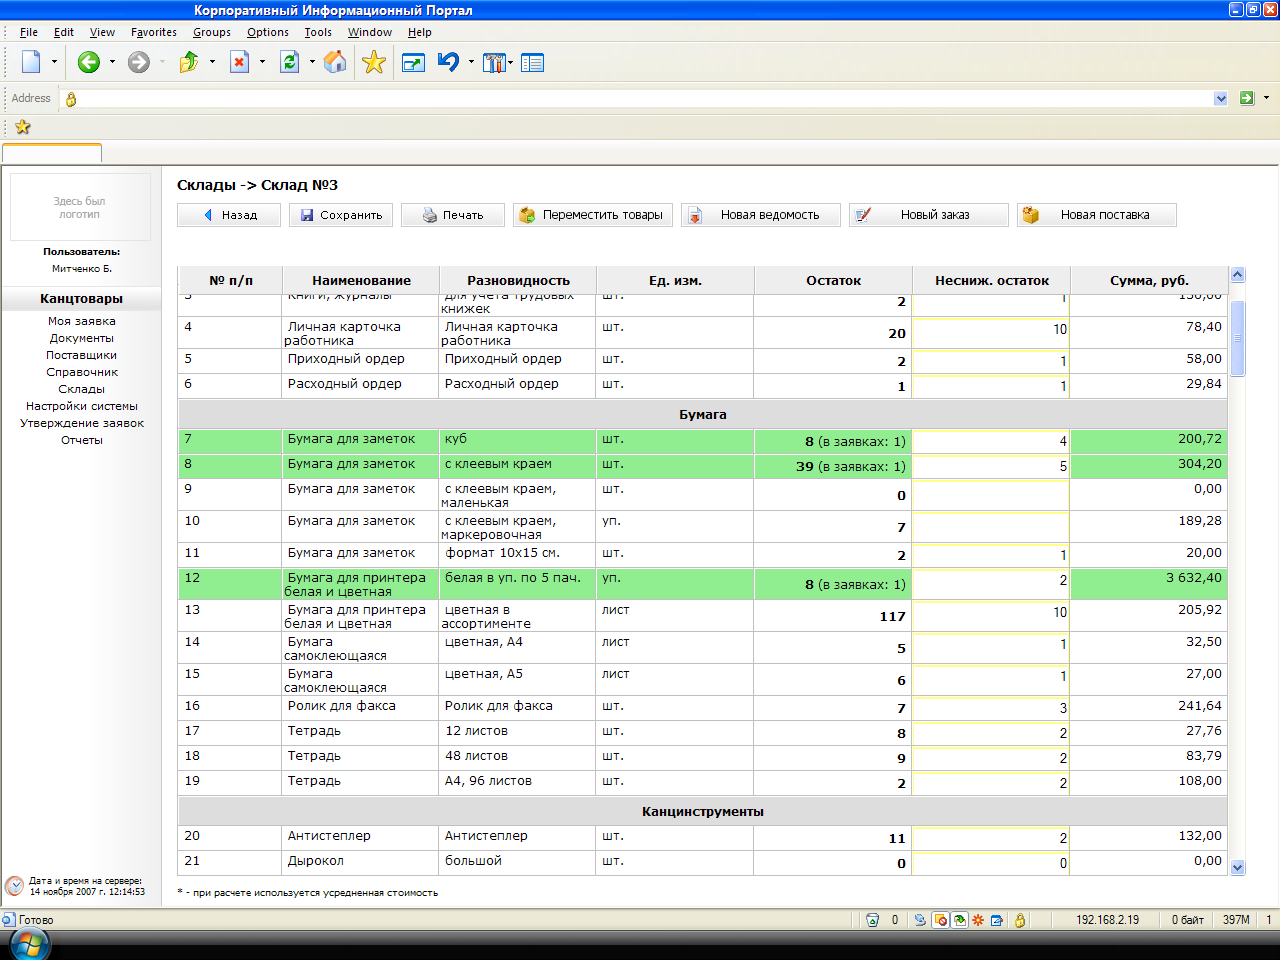 Корпоративный Информационный Портал
File Edit View Favorites Groups Options Tools Window Help
Address
Здесь был
логотип
Пользователь:
Митченко Б.
Канцтовары
Моя заявка
Документы
Поставщики
Справочник
Склады
Настройки системы
Утверждение заявок
Отчеты
Дата и время на сервере:
14 ноября 2007 г. 12:14:53
Склады -> Склад №3
Назад Сохранить Печать Переместить товары Новая ведомость Новый заказ Новая поставка
№ п/п Наименование Разновидность Ед. изм. Остаток Несниж. остаток Сумма, руб.
3 Книги, журналы для учета трудовых шт. 2 1
книжек
4 Личная карточка Личная карточка шт. 20 10 78,40
работника работника
5 Приходный ордер Приходный ордер шт. 2 1 58,00
6 Расходный ордер Расходный ордер шт. 1 1 29,84
Бумага
7 Бумага для заметок куб шт. 8 (в заявках: 1) 4 200,72
8 Бумага для заметок с клеевым краем шт. 39 (в заявках: 1) 5 304,20
9 Бумага для заметок с клеевым краем, шт. 0 0,00
маленькая
10 Бумага для заметок с клеевым краем, уп. 7 189,28
маркеровочная
11 Бумага для заметок формат 10х15 см. шт. 2 1 20,00
12 Бумага для принтера белая в уп. по 5 пач. уп. 8 (в заявках: 1) 2 3 632,40
белая и цветная
13 Бумага для принтера цветная в лист 117 10 205,92
белая и цветная ассортименте
14 Бумага цветная, А4 лист 5 1 32,50
самоклеющаяся
15 Бумага цветная, А5 лист 6 1 27,00
самоклеющаяся
16 Ролик для факса Ролик для факса шт. 7 3 241,64
17 Тетрадь 12 листов шт. 8 2 27,76
18 Тетрадь 48 листов шт. 9 2 83,79
19 Тетрадь А4, 96 листов шт. 2 2 108,00
Канцинструменты
20 Антистеплер Антистеплер шт. 11 2 132,00
21 Дырокол большой шт. 0 0 0,00
* - при расчете используется усредненная стоимость
Готово 0 192.168.2.19 0 байт 397M 1